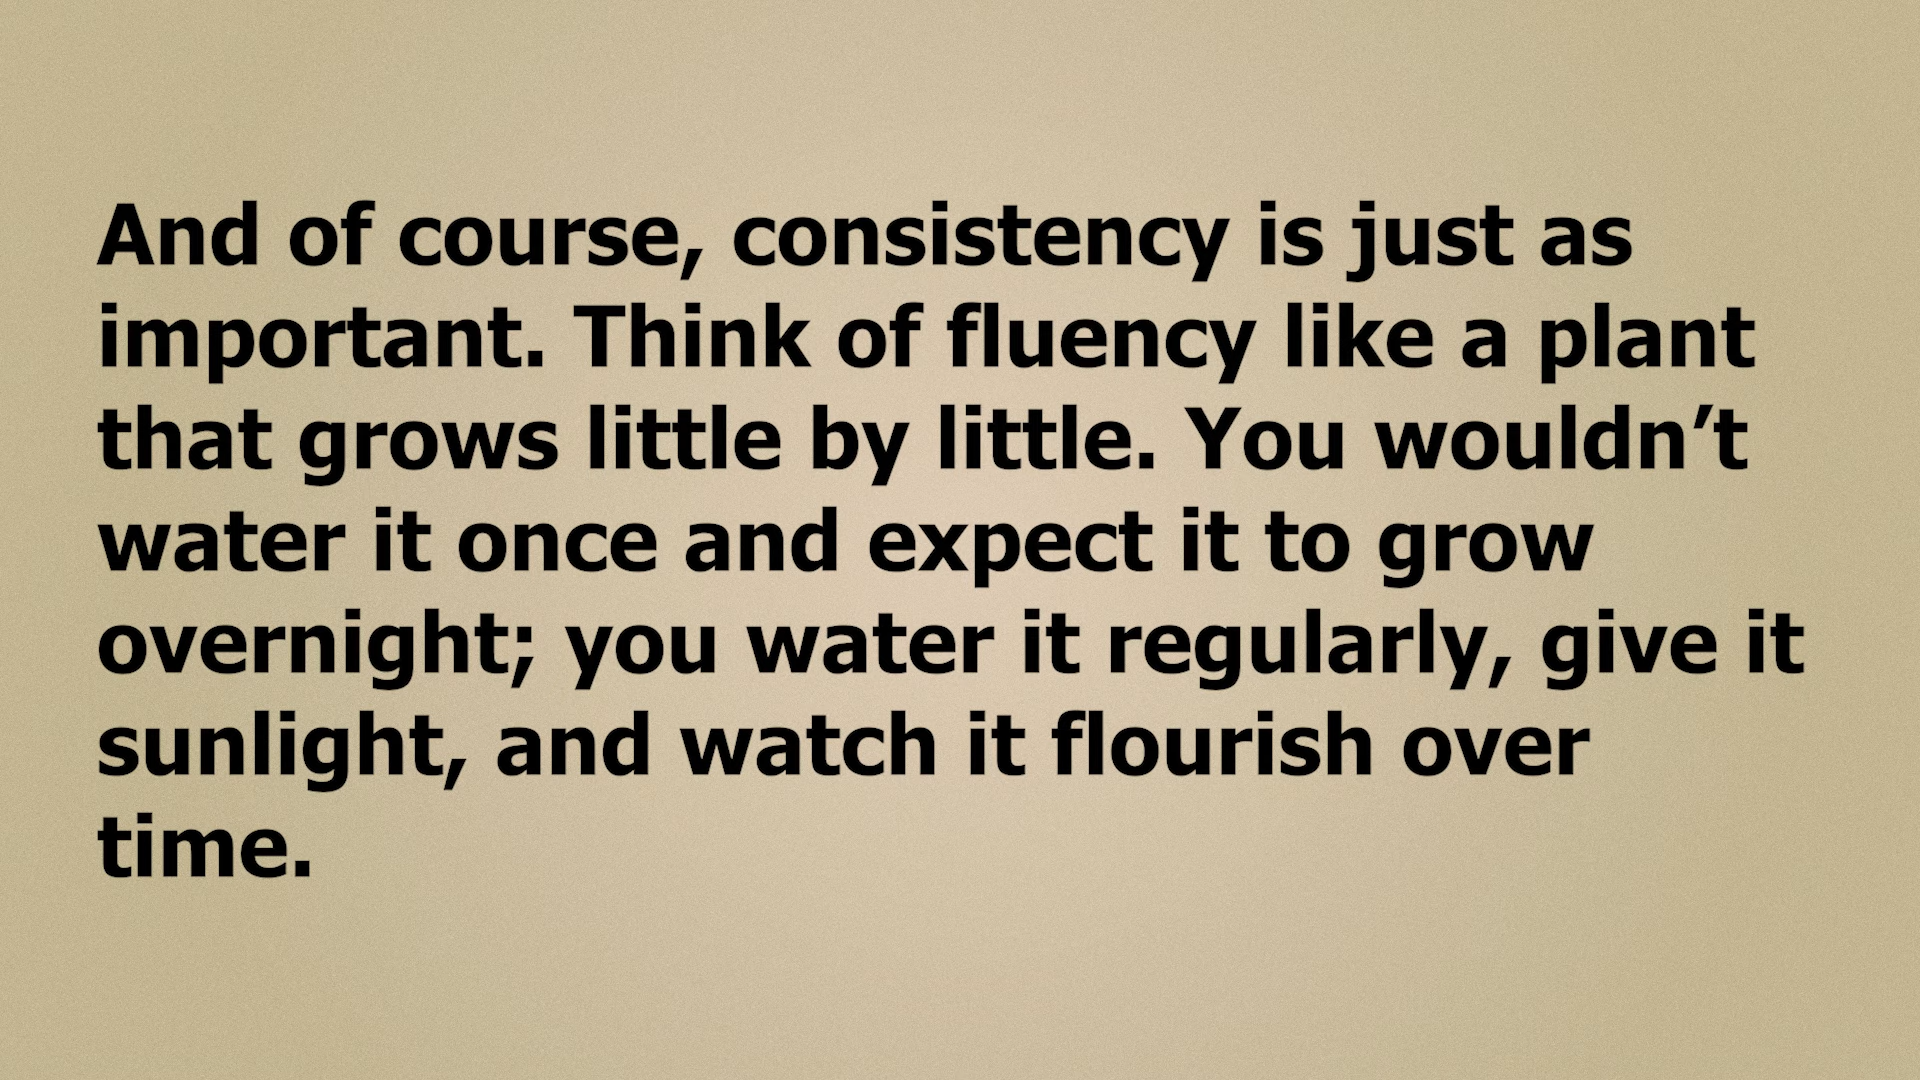 And of course, consistency is just as
important. Think of fluency like a plant
that grows little by little. You wouldn’t
water it once and expect it to grow
overnight; you water it regularly, give it
sunlight, and watch it flourish over
time.